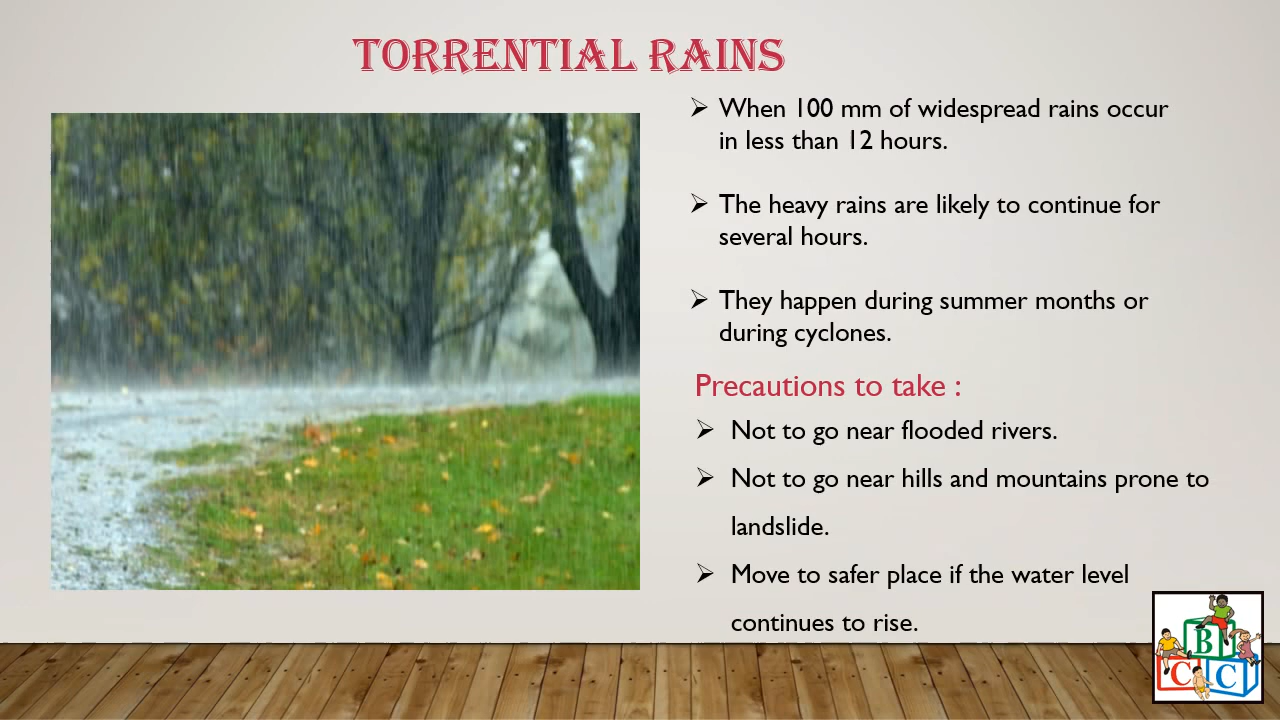 TORRENTIAL RAINS
➢ When 100 mm of widespread rains occur
in less than 12 hours.
➢ The heavy rains are likely to continue for
several hours.
➢ They happen during summer months or
during cyclones.
Precautions to take :
➢ Not to go near flooded rivers.
➢ Not to go near hills and mountains prone to
landslide.
➢ Move to safer place if the water level
continues to rise.
B
C C